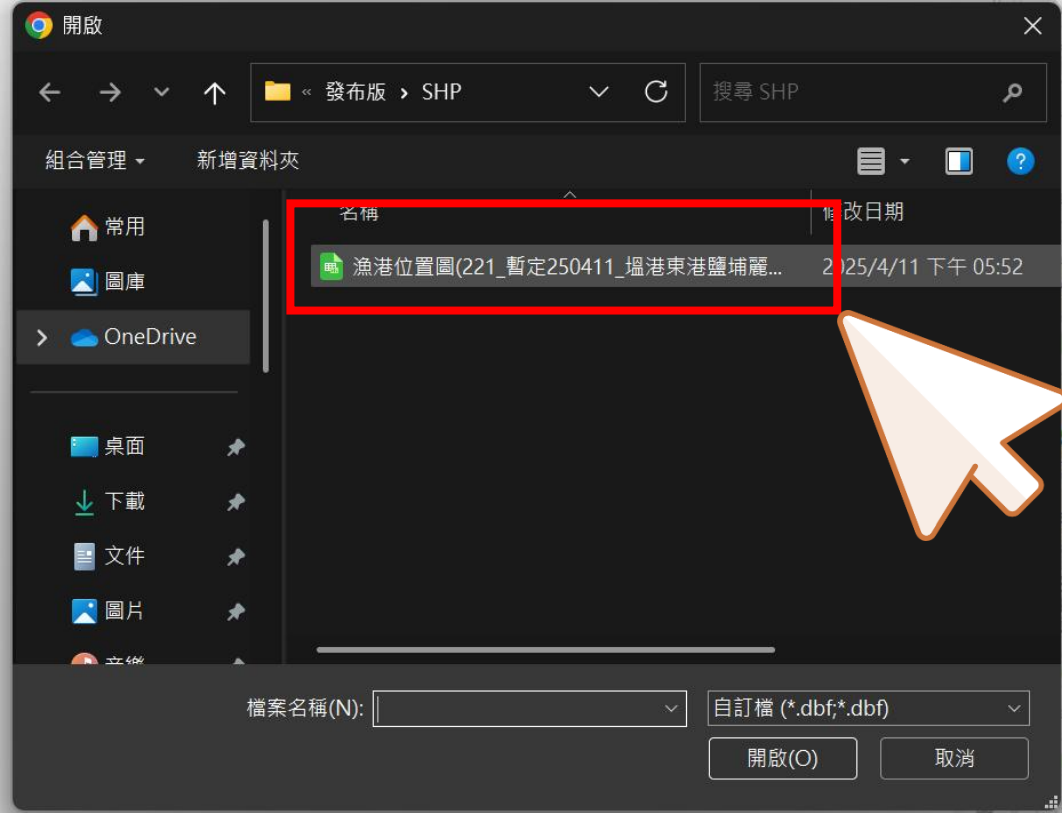 開啟
« 發布版 › SHP
搜尋 SHP
組合管理
新增資料夾
名稱
修改日期
常用
圖庫
OneDrive
漁港位置圖(221_暫定250411_塭港東港鹽埔麗...
2025/4/11 下午 05:52
桌面
下載
文件
圖片
音樂
檔案名稱(N):
自訂檔 (*.dbf;*.dbf)
開啟(O)
取消